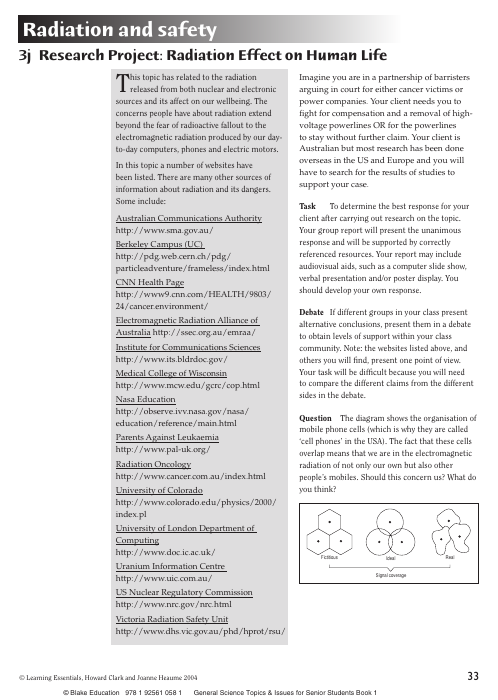 Radiation and safety
3j Research Project: Radiation Effect on Human Life
This topic has related to the radiation
released from both nuclear and electronic
sources and its affect on our wellbeing. The
concerns people have about radiation extend
beyond the fear of radioactive fallout to the
electromagnetic radiation produced by our day-
to-day computers, phones and electric motors.
In this topic a number of websites have
been listed. There are many other sources of
information about radiation and its dangers.
Some include:
Australian Communications Authority
http://www.sma.gov.au/
Berkeley Campus (UC)
http://pdg.web.cern.ch/pdg/
particleadventure/frameless/index.html
CNN Health Page
http://www9.cnn.com/HEALTH/9803/
24/cancer.environment/
Electromagnetic Radiation Alliance of
Australia http://ssec.org.au/emraa/
Institute for Communications Sciences
http://www.its.bldrdoc.gov/
Medical College of Wisconsin
http://www.mcw.edu/gcrc/cop.html
Nasa Education
http://observe.ivv.nasa.gov/nasa/
education/reference/main.html
Parents Against Leukaemia
http://www.pal-uk.org/
Radiation Oncology
http://www.cancer.com.au/index.html
University of Colorado
http://www.colorado.edu/physics/2000/
index.pl
University of London Department of
Computing
http://www.doc.ic.ac.uk/
Uranium Information Centre
http://www.uic.com.au/
US Nuclear Regulatory Commission
http://www.nrc.gov/nrc.html
Victoria Radiation Safety Unit
http://www.dhs.vic.gov.au/phd/hprot/rsu/
Imagine you are in a partnership of barristers
arguing in court for either cancer victims or
power companies. Your client needs you to
fight for compensation and a removal of high-
voltage powerlines OR for the powerlines
to stay without further claim. Your client is
Australian but most research has been done
overseas in the US and Europe and you will
have to search for the results of studies to
support your case.
Task To determine the best response for your
client after carrying out research on the topic.
Your group report will present the unanimous
response and will be supported by correctly
referenced resources. Your report may include
audiovisual aids, such as a computer slide show,
verbal presentation and/or poster display. You
should develop your own response.
Debate If different groups in your class present
alternative conclusions, present them in a debate
to obtain levels of support within your class
community. Note: the websites listed above, and
others you will find, present one point of view.
Your task will be difficult because you will need
to compare the different claims from the different
sides in the debate.
Question The diagram shows the organisation of
mobile phone cells (which is why they are called
'cell phones' in the USA). The fact that these cells
overlap means that we are in the electromagnetic
radiation of not only our own but also other
people's mobiles. Should this concern us? What do
you think?
Fictitious Ideal Real
Signal coverage
© Learning Essentials, Howard Clark and Joanne Heaume 2004 33
© Blake Education 978 1 92561 058 1 General Science Topics & Issues for Senior Students Book 1